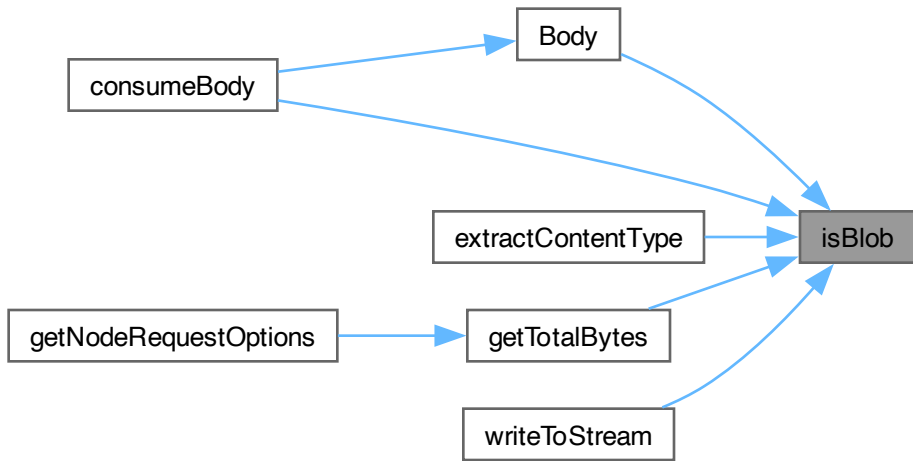 Body
consumeBody
isBlob
extractContentType
getNodeRequestOptions
getTotalBytes
writeToStream